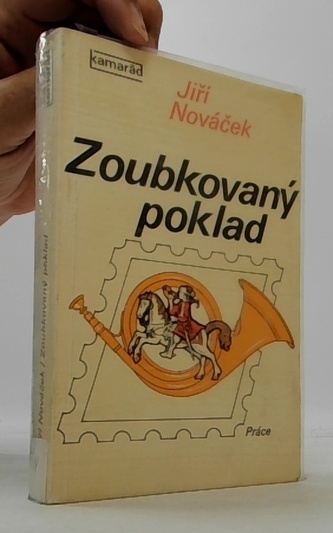 kamarád
Jiří
Nováček
Zoubkovaný
poklad
Práce
Nováček / Zoubkovaný poklad